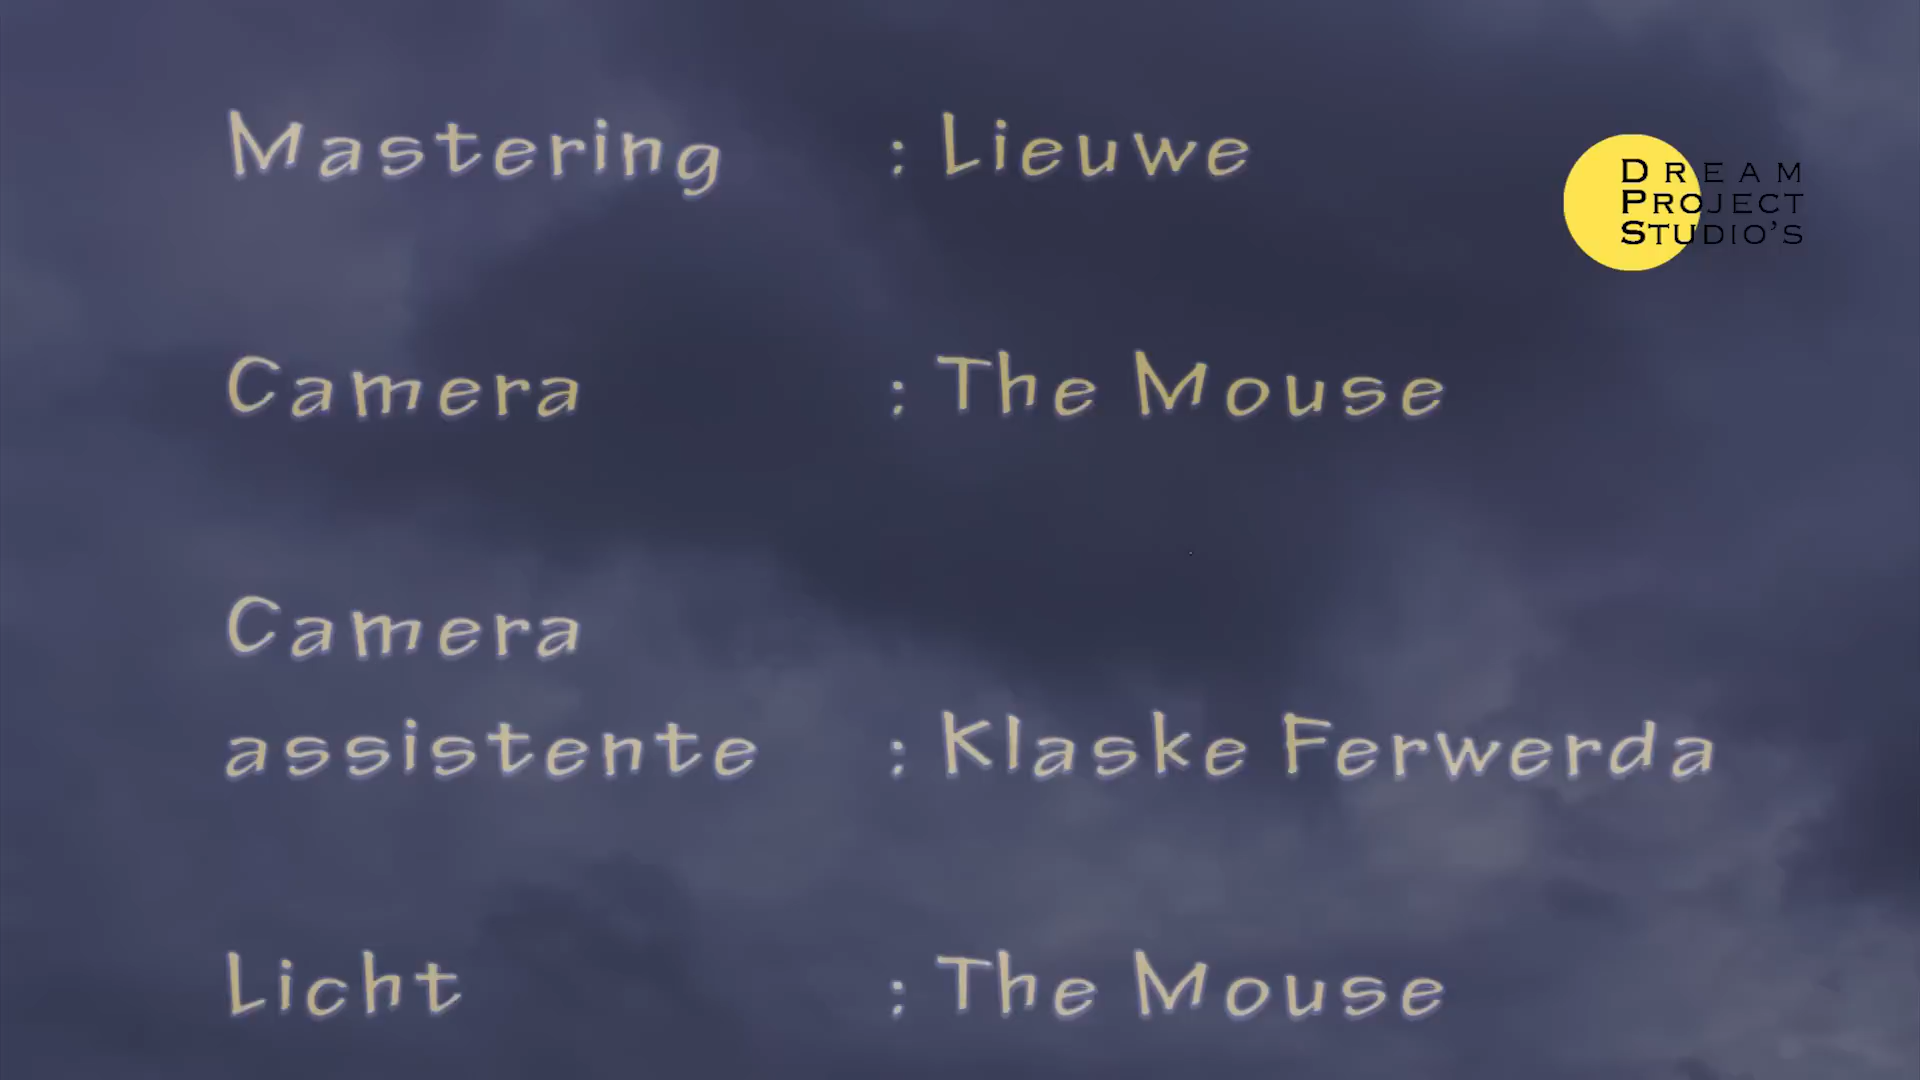 Mastering : Lieuwe
DREAM
PROJECT
STUDIO'S
Camera : The Mouse
Camera
assistente : Klaske Ferwerda
Licht : The Mouse